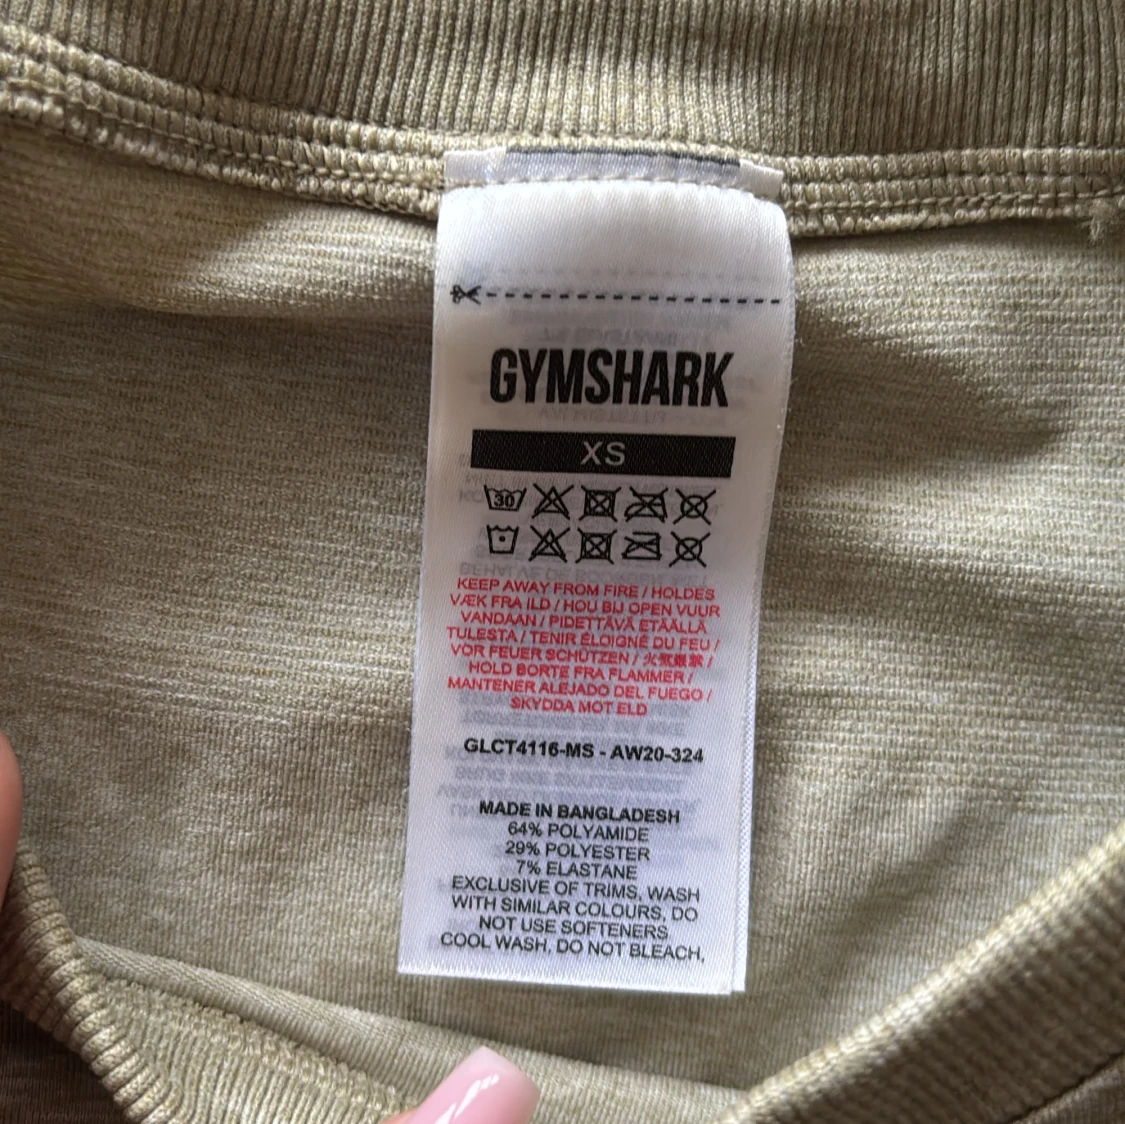 GYMSHARK
XS
30
KEEP AWAY FROM FIRE / HOLDES
VÆK FRA ILD / HOU BIJ OPEN VUUR
VANDAAN / PIDETTÄVÄ ETÄÄLLÄ
TULESTA / TENIR ÉLOIGNÉ DU FEU /
VOR FEUER SCHÜTZEN / 火気厳禁 /
HOLD BORTE FRA FLAMMER /
MANTENER ALEJADO DEL FUEGO /
SKYDDA MOT ELD
GLCT4116-MS - AW20-324
MADE IN BANGLADESH
64% POLYAMIDE
29% POLYESTER
7% ELASTANE
EXCLUSIVE OF TRIMS, WASH
WITH SIMILAR COLOURS, DO
NOT USE SOFTENERS,
COOL WASH, DO NOT BLEACH,